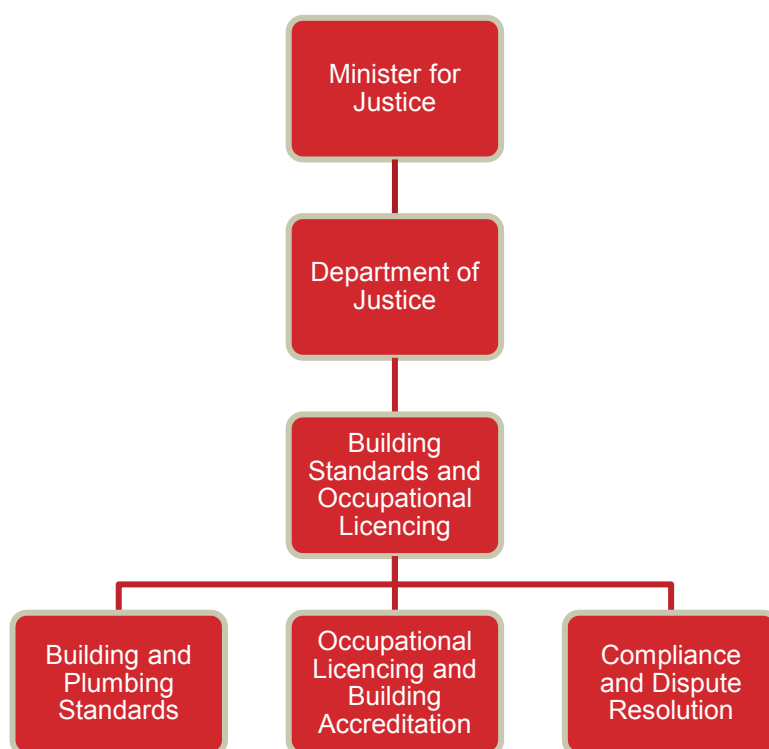 Minister for
Justice
Department of
Justice
Building
Standards and
Occupational
Licencing
Building and
Plumbing
Standards
Occupational
Licencing and
Building
Accreditation
Compliance
and Dispute
Resolution